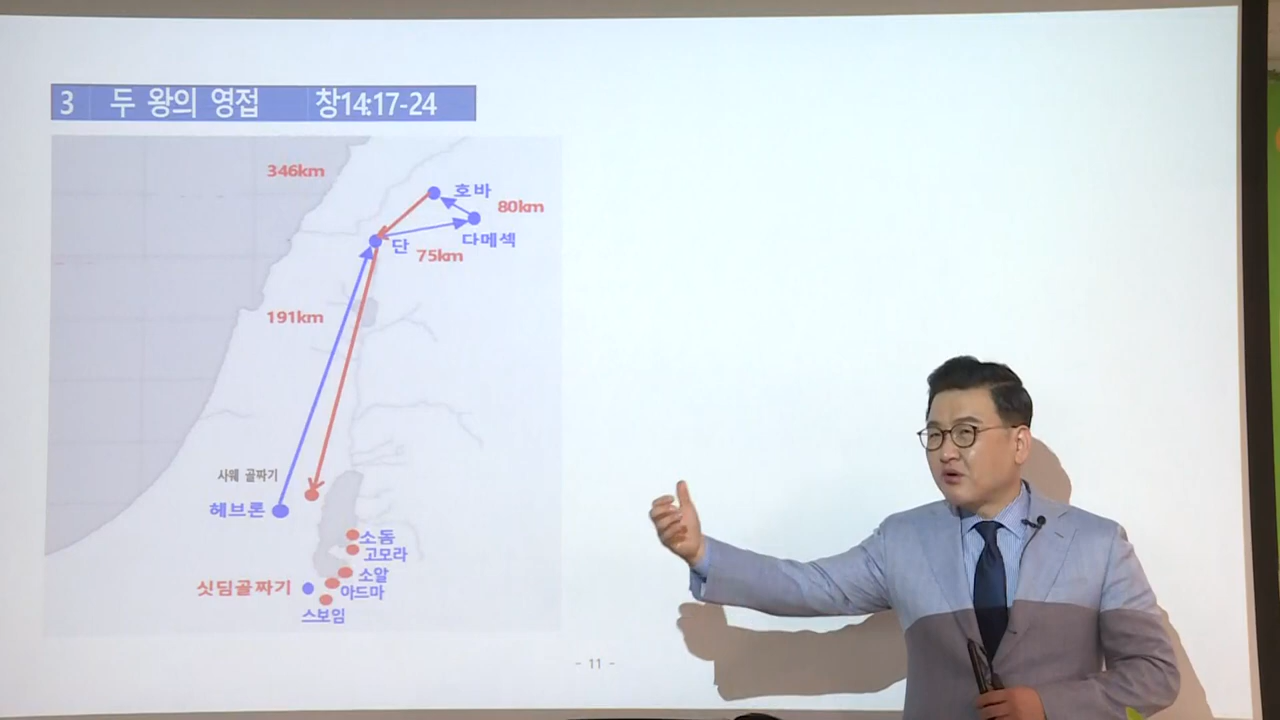 3 두 왕의 영접 창14:17-24
346km
호바
80km
다메섹
단
75km
191km
사웨 골짜기
헤브론
소돔
고모라
소알
싯딤골짜기
아드마
스보임
- 11 -